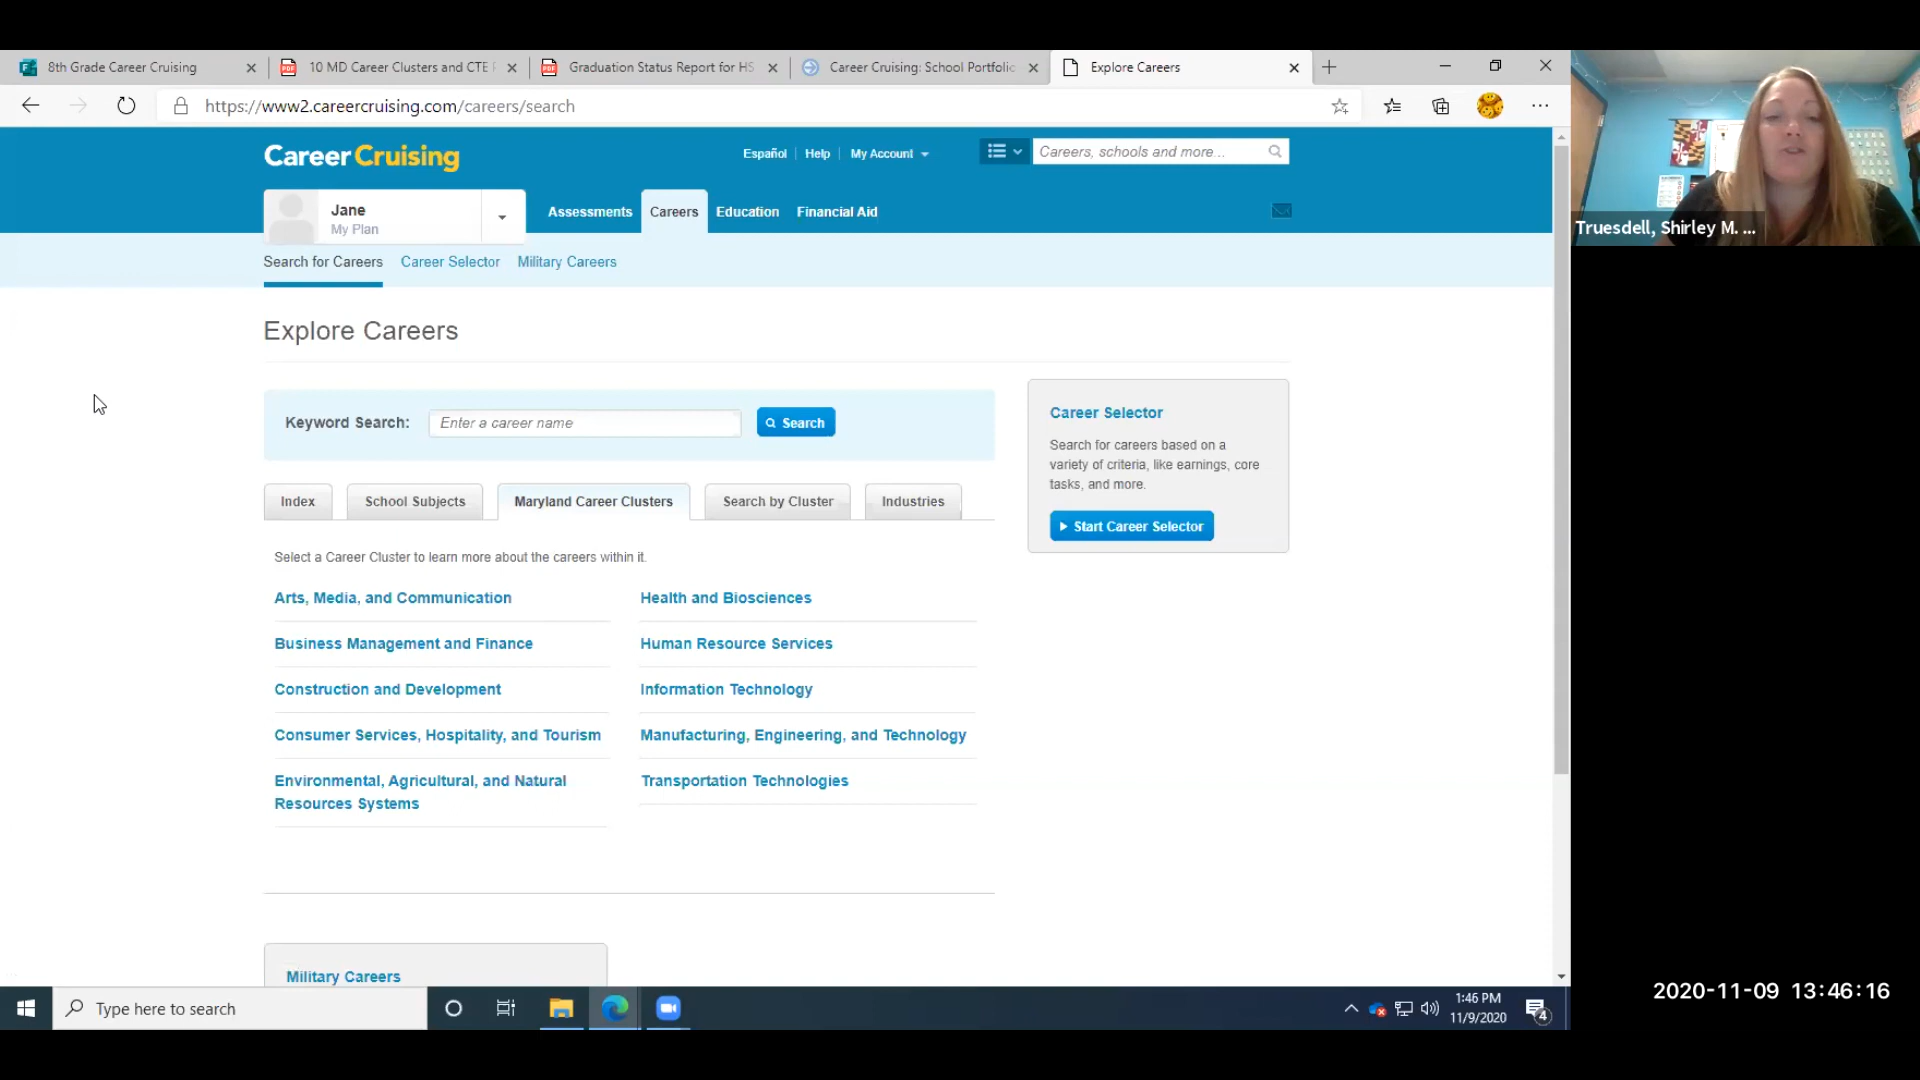 8th Grade Career Cruising
10 MD Career Clusters and CTE
Graduation Status Report for HS
Career Cruising: School Portfolio
Explore Careers
https://www2.careercruising.com/careers/search
Career Cruising
Español
Help
My Account
Careers, schools and more...
Jane
My Plan
Assessments
Careers
Education
Financial Aid
Truesdell, Shirley M. ...
Search for Careers
Career Selector
Military Careers
Explore Careers
Keyword Search:
Enter a career name
Search
Career Selector
Search for careers based on a
variety of criteria, like earnings, core
tasks, and more.
Start Career Selector
Index
School Subjects
Maryland Career Clusters
Search by Cluster
Industries
Select a Career Cluster to learn more about the careers within it.
Arts, Media, and Communication
Health and Biosciences
Business Management and Finance
Human Resource Services
Construction and Development
Information Technology
Consumer Services, Hospitality, and Tourism
Manufacturing, Engineering, and Technology
Environmental, Agricultural, and Natural
Resources Systems
Transportation Technologies
Military Careers
Type here to search
1:46 PM
11/9/2020
4
2020-11-09 13:46:16